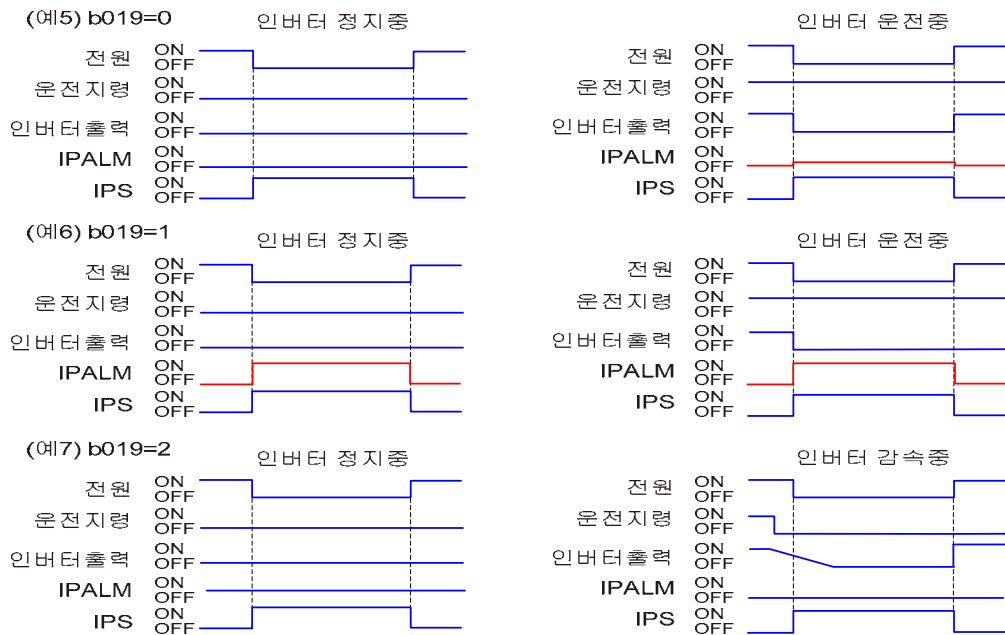 (예5) b019=0
인버터 정지중
전원 ON OFF
운전지령 ON OFF
인버터출력 ON OFF
IPALM ON OFF
IPS ON OFF
인버터 운전중
전원 ON OFF
운전지령 ON OFF
인버터출력 ON OFF
IPALM ON OFF
IPS ON OFF
(예6) b019=1
인버터 정지중
전원 ON OFF
운전지령 ON OFF
인버터출력 ON OFF
IPALM ON OFF
IPS ON OFF
인버터 운전중
전원 ON OFF
운전지령 ON OFF
인버터출력 ON OFF
IPALM ON OFF
IPS ON OFF
(예7) b019=2
인버터 정지중
전원 ON OFF
운전지령 ON OFF
인버터출력 ON OFF
IPALM ON OFF
IPS ON OFF
인버터 감속중
전원 ON OFF
운전지령 ON OFF
인버터출력 ON OFF
IPALM ON OFF
IPS ON OFF